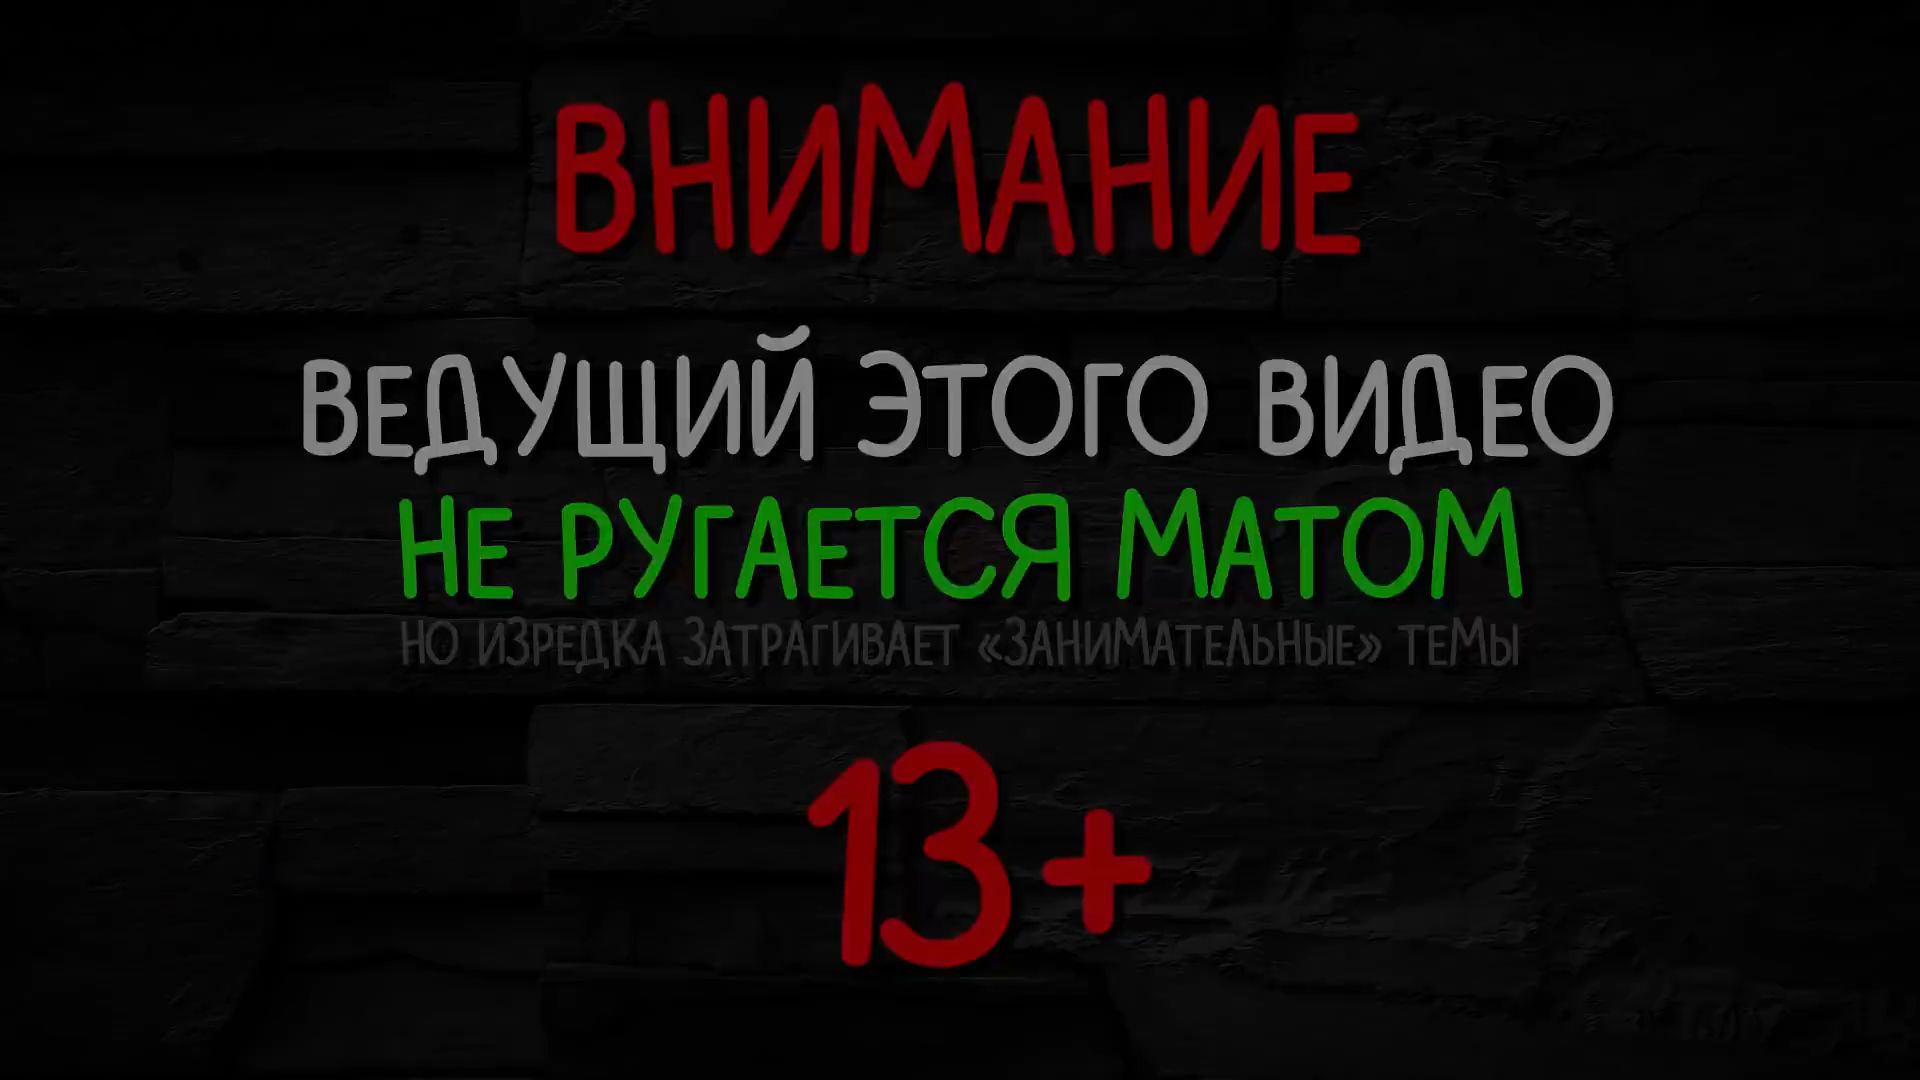 ВНИМАНИЕ
ВЕДУЩИЙ ЭТОГО ВИДЕО
НЕ РУГАЕТСЯ МАТОМ
НО ИЗРЕДКА ЗАТРАГИВАЕТ «ЗАНИМАТЕЛЬНЫЕ» ТЕМЫ
13+